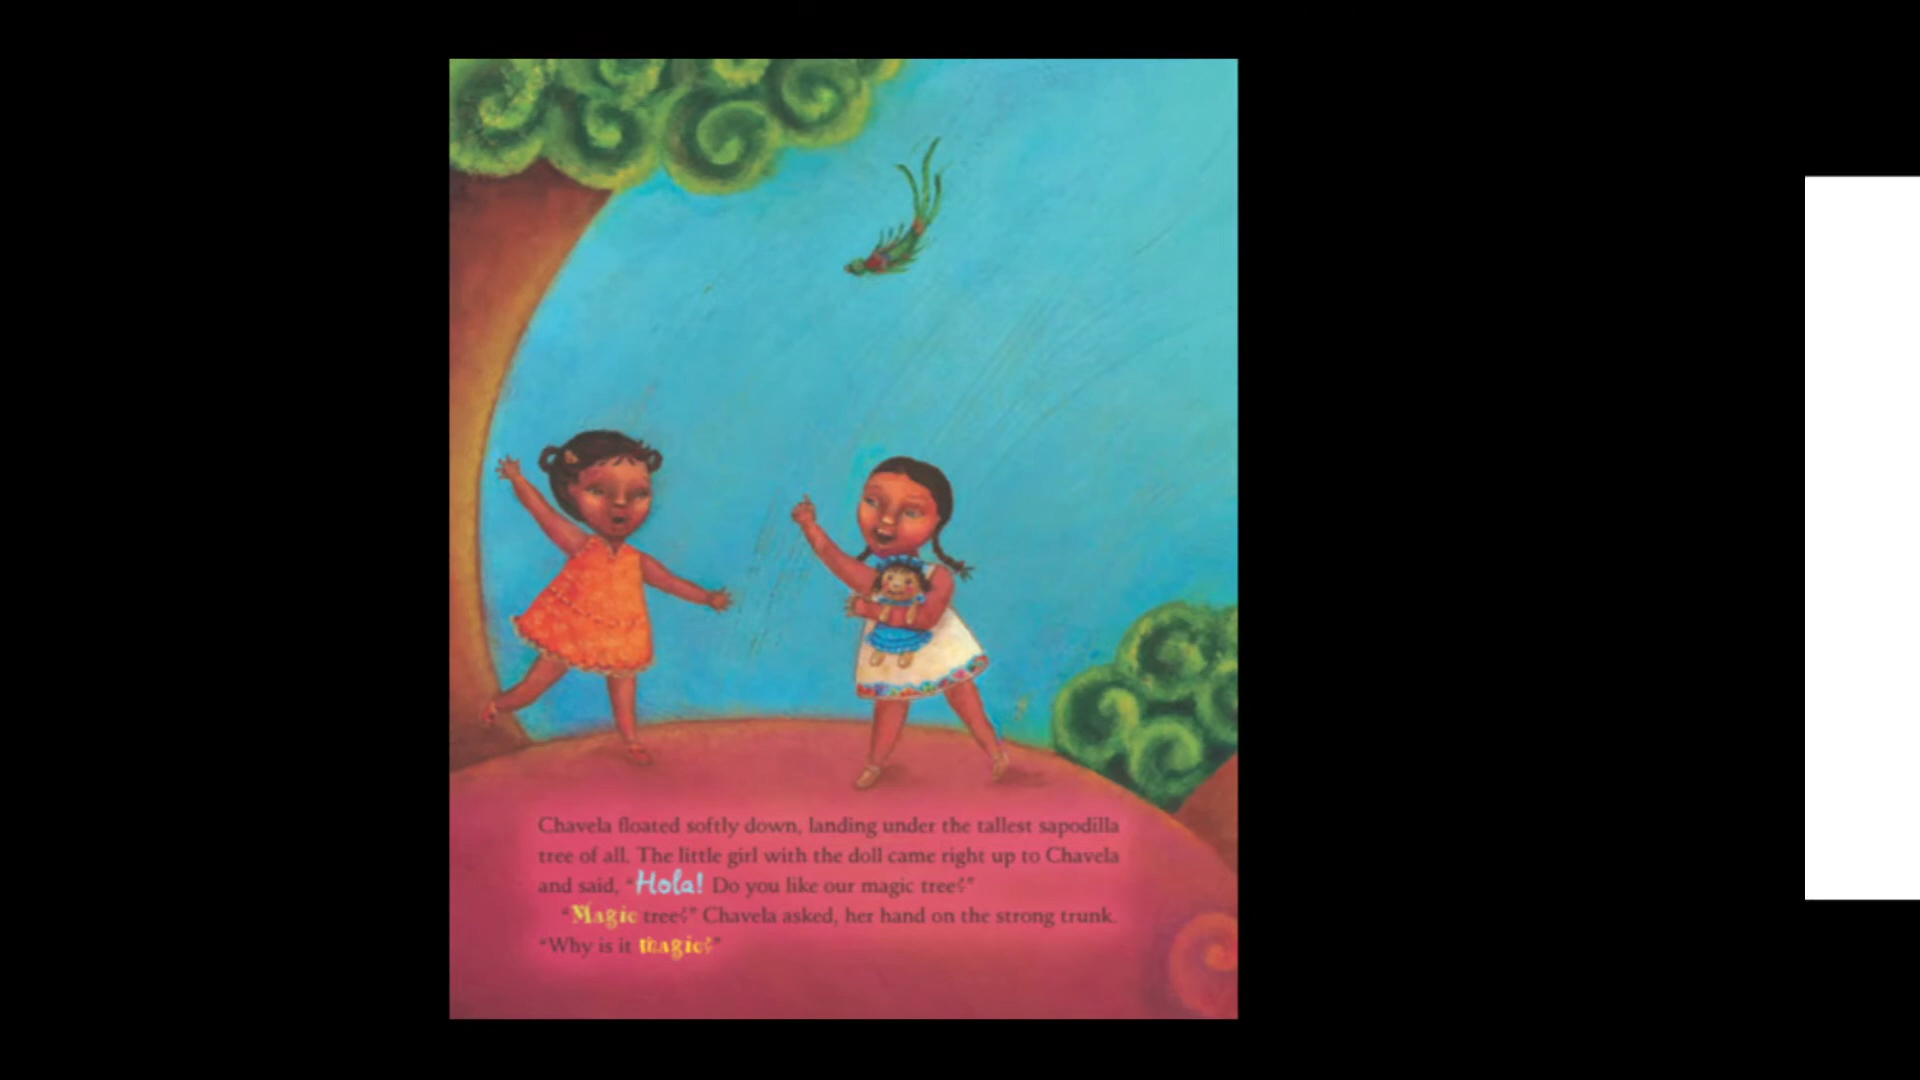 Chavela floated softly down, landing under the tallest sapodilla
tree of all. The little girl with the doll came right up to Chavela
and said, “Hola! Do you like our magic tree?”
“Magic tree?” Chavela asked, her hand on the strong trunk.
“Why is it magic?”